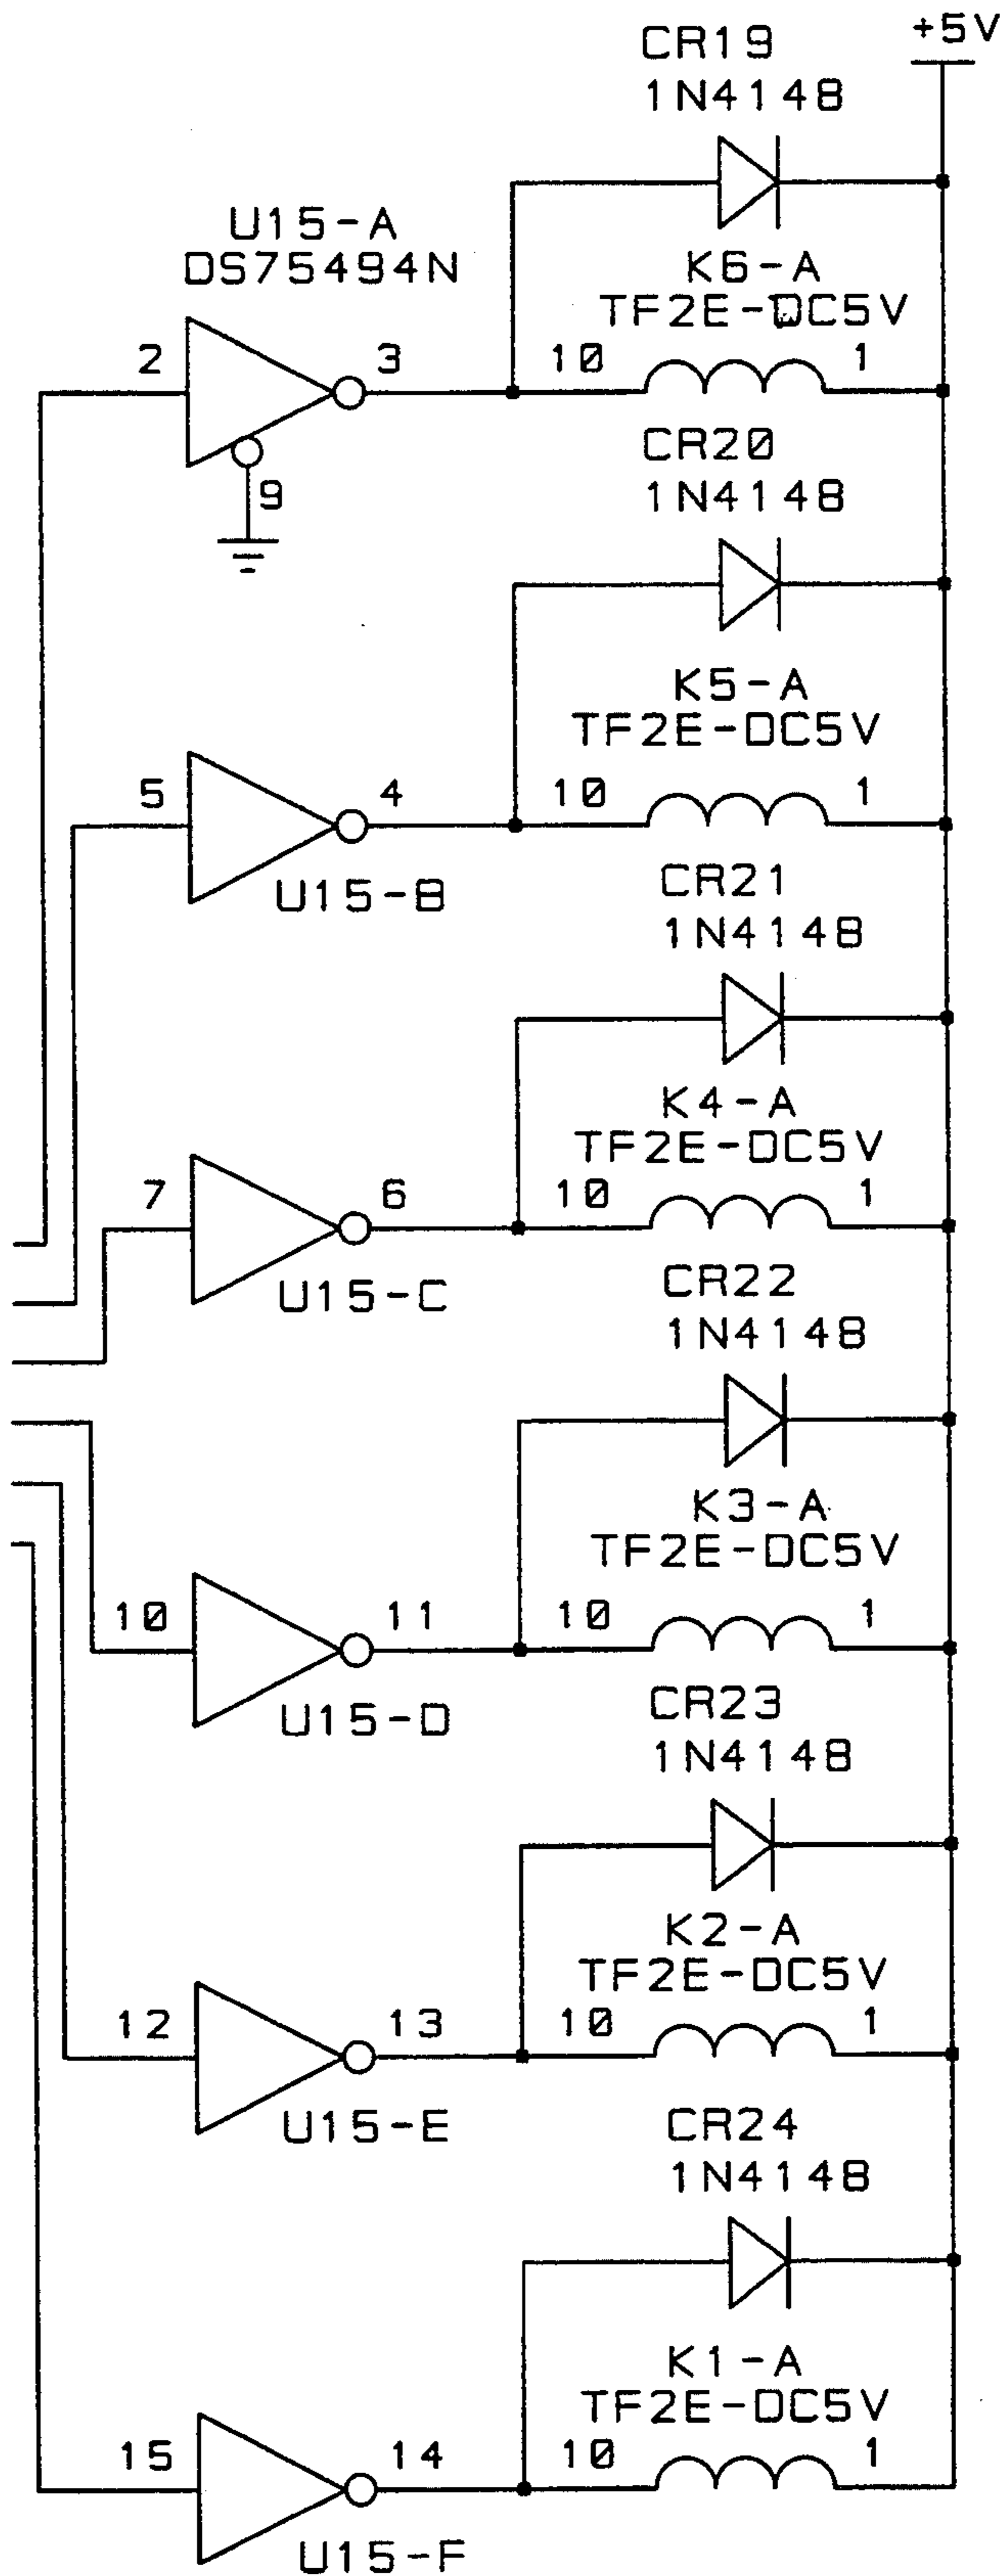 +5V
CR19
1N4148
U15-A
DS75494N
K6-A
TF2E-DC5V
2
3
10
1
9
CR20
1N4148
K5-A
TF2E-DC5V
5
4
10
1
U15-B
CR21
1N4148
K4-A
TF2E-DC5V
7
6
10
1
U15-C
CR22
1N4148
K3-A
TF2E-DC5V
10
11
10
1
U15-D
CR23
1N4148
K2-A
TF2E-DC5V
12
13
10
1
U15-E
CR24
1N4148
K1-A
TF2E-DC5V
15
14
10
1
U15-F